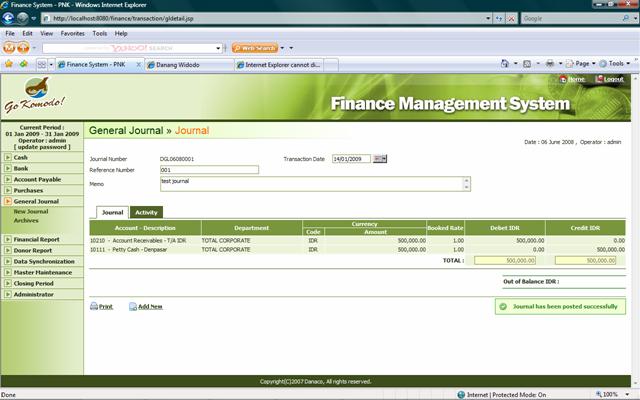 Finance System - PNK - Windows Internet Explorer
http://localhost:8080/finance/transaction/gldetail.jsp
Google
File Edit View Favorites Tools Help
YAHOO! SEARCH
Web Search
Finance System - PNK
Danang Widodo
Internet Explorer cannot di...
Page
Tools
Home
Logout
Go Komodo!
Finance Management System
Current Period :
01 Jan 2009 - 31 Jan 2009
Operator : admin
[ update password ]
Cash
Bank
Account Payable
Purchases
General Journal
New Journal
Archives
Financial Report
Donor Report
Data Synchronization
Master Maintenance
Closing Period
Administrator
General Journal » Journal
Date : 06 June 2008 , Operator : admin
Journal Number DGL06080001 Transaction Date 14/01/2009
Reference Number 001
Memo test journal
Journal Activity
Account - Description Department Currency Booked Rate Debet IDR Credit IDR
Code Amount
10210 - Account Receivables - T/A IDR TOTAL CORPORATE IDR 500,000.00 1.00 500,000.00 0.00
10111 - Petty Cash - Denpasar TOTAL CORPORATE IDR 500,000.00 1.00 0.00 500,000.00
TOTAL : 500,000.00 500,000.00
Out of Balance IDR :
Print Add New
Journal has been posted successfully
Copyright(C)2007 Danaco, All rights reserved.
Done
Internet | Protected Mode: On
100%